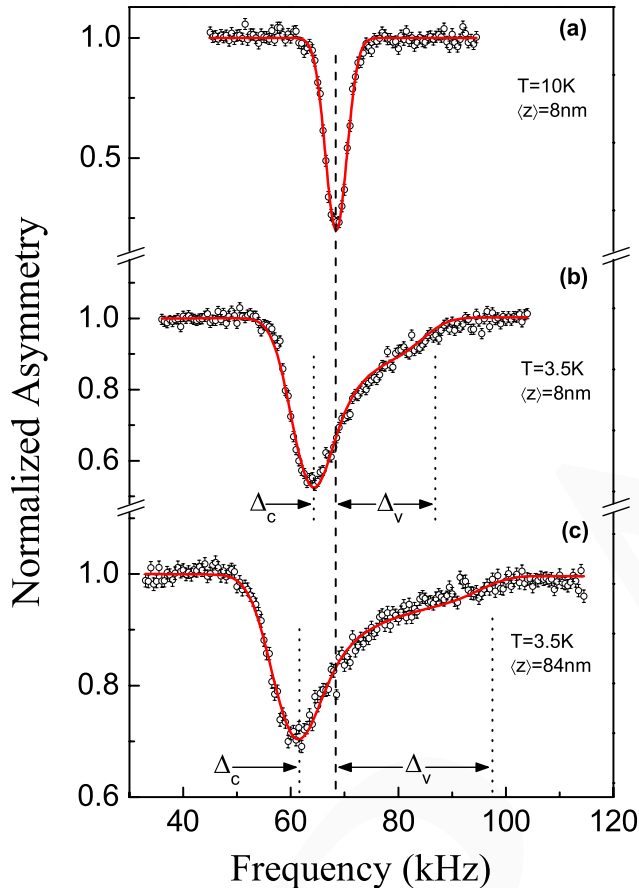 (a)
1.0
T=10K
⟨z⟩=8nm
0.5
Normalized Asymmetry
(b)
1.0
T=3.5K
⟨z⟩=8nm
0.8
0.6
Δc
Δv
(c)
1.0
T=3.5K
⟨z⟩=84nm
0.8
Δc
Δv
0.6
40 60 80 100 120
Frequency (kHz)